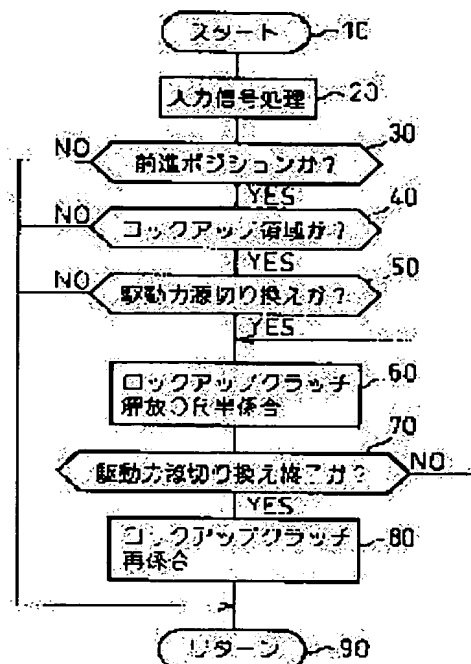 スタート 10
入力信号処理 20
30
NO 前進ポジションか?
YES 40
NO ロックアップ領域か?
YES 50
NO 駆動力源切り換えか?
YES
ロックアップクラッチ 60
解放 半係合
70
駆動力源切り換え終了か? NO
YES
ロックアップクラッチ 80
再係合
リターン 90